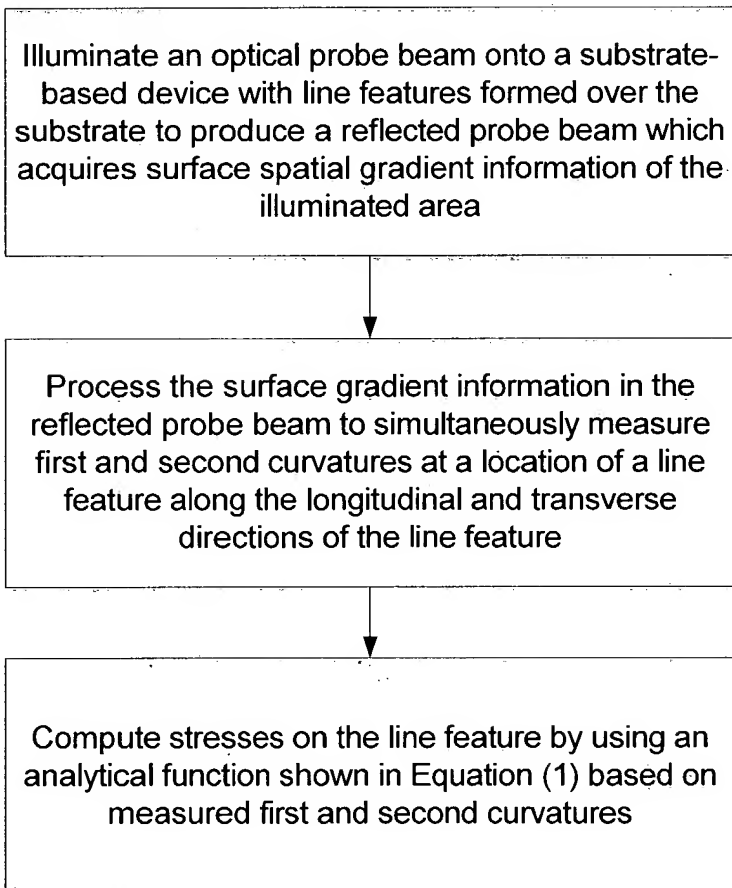 Illuminate an optical probe beam onto a substrate-
based device with line features formed over the
substrate to produce a reflected probe beam which
acquires surface spatial gradient information of the
illuminated area
Process the surface gradient information in the
reflected probe beam to simultaneously measure
first and second curvatures at a location of a line
feature along the longitudinal and transverse
directions of the line feature
Compute stresses on the line feature by using an
analytical function shown in Equation (1) based on
measured first and second curvatures